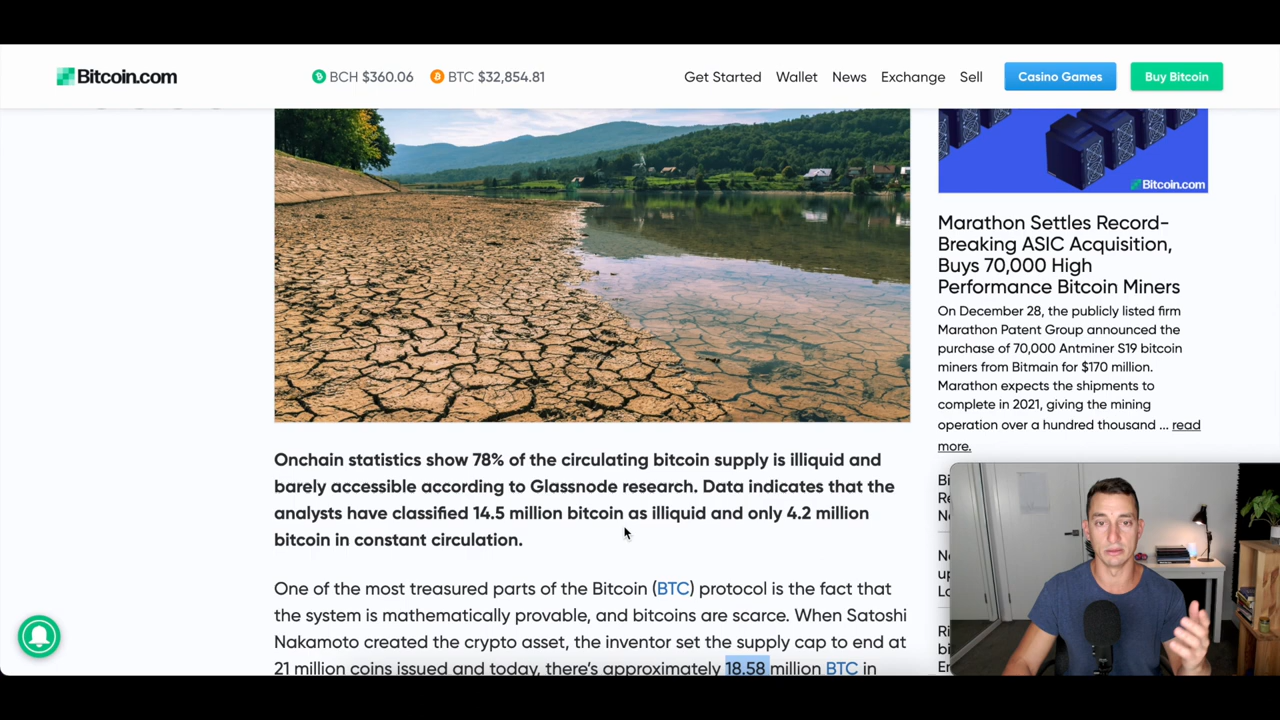 Bitcoin.com
BCH $360.06
BTC $32,854.81
Get Started
Wallet
News
Exchange
Sell
Casino Games
Buy Bitcoin
Onchain statistics show 78% of the circulating bitcoin supply is illiquid and
barely accessible according to Glassnode research. Data indicates that the
analysts have classified 14.5 million bitcoin as illiquid and only 4.2 million
bitcoin in constant circulation.
One of the most treasured parts of the Bitcoin (BTC) protocol is the fact that
the system is mathematically provable, and bitcoins are scarce. When Satoshi
Nakamoto created the crypto asset, the inventor set the supply cap to end at
21 million coins issued and today, there's approximately 18.58 million BTC in
Bitcoin.com
Marathon Settles Record-
Breaking ASIC Acquisition,
Buys 70,000 High
Performance Bitcoin Miners
On December 28, the publicly listed firm
Marathon Patent Group announced the
purchase of 70,000 Antminer S19 bitcoin
miners from Bitmain for $170 million.
Marathon expects the shipments to
complete in 2021, giving the mining
operation over a hundred thousand ... read
more.